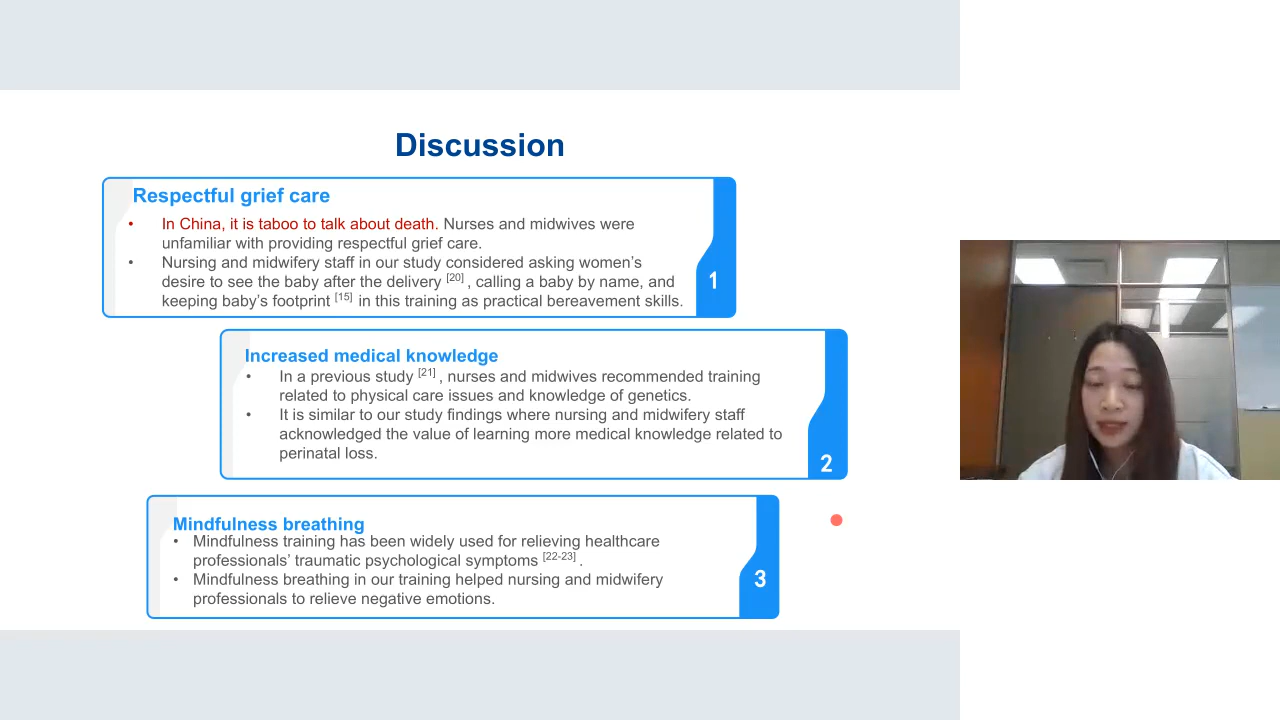 Discussion
Respectful grief care
• In China, it is taboo to talk about death. Nurses and midwives were
unfamiliar with providing respectful grief care.
• Nursing and midwifery staff in our study considered asking women’s
desire to see the baby after the delivery [20] , calling a baby by name, and
keeping baby’s footprint [15] in this training as practical bereavement skills.
1
Increased medical knowledge
• In a previous study [21] , nurses and midwives recommended training
related to physical care issues and knowledge of genetics.
• It is similar to our study findings where nursing and midwifery staff
acknowledged the value of learning more medical knowledge related to
perinatal loss.
2
Mindfulness breathing
• Mindfulness training has been widely used for relieving healthcare
professionals’ traumatic psychological symptoms [22-23] .
• Mindfulness breathing in our training helped nursing and midwifery
professionals to relieve negative emotions.
3